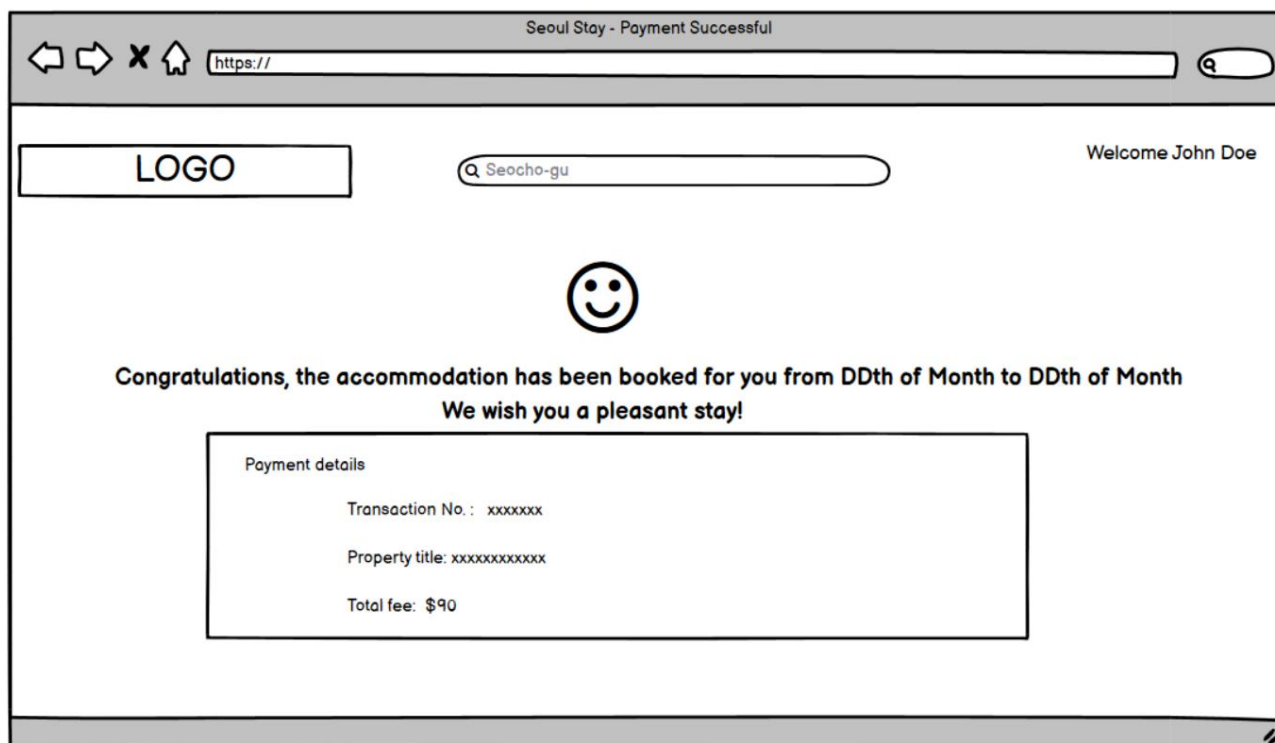 Seoul Stay - Payment Successful
https://
LOGO
Seocho-gu
Welcome John Doe
Congratulations, the accommodation has been booked for you from DDth of Month to DDth of Month
We wish you a pleasant stay!
Payment details
Transaction No. : xxxxxxx
Property title: xxxxxxxxxxxx
Total fee: $90